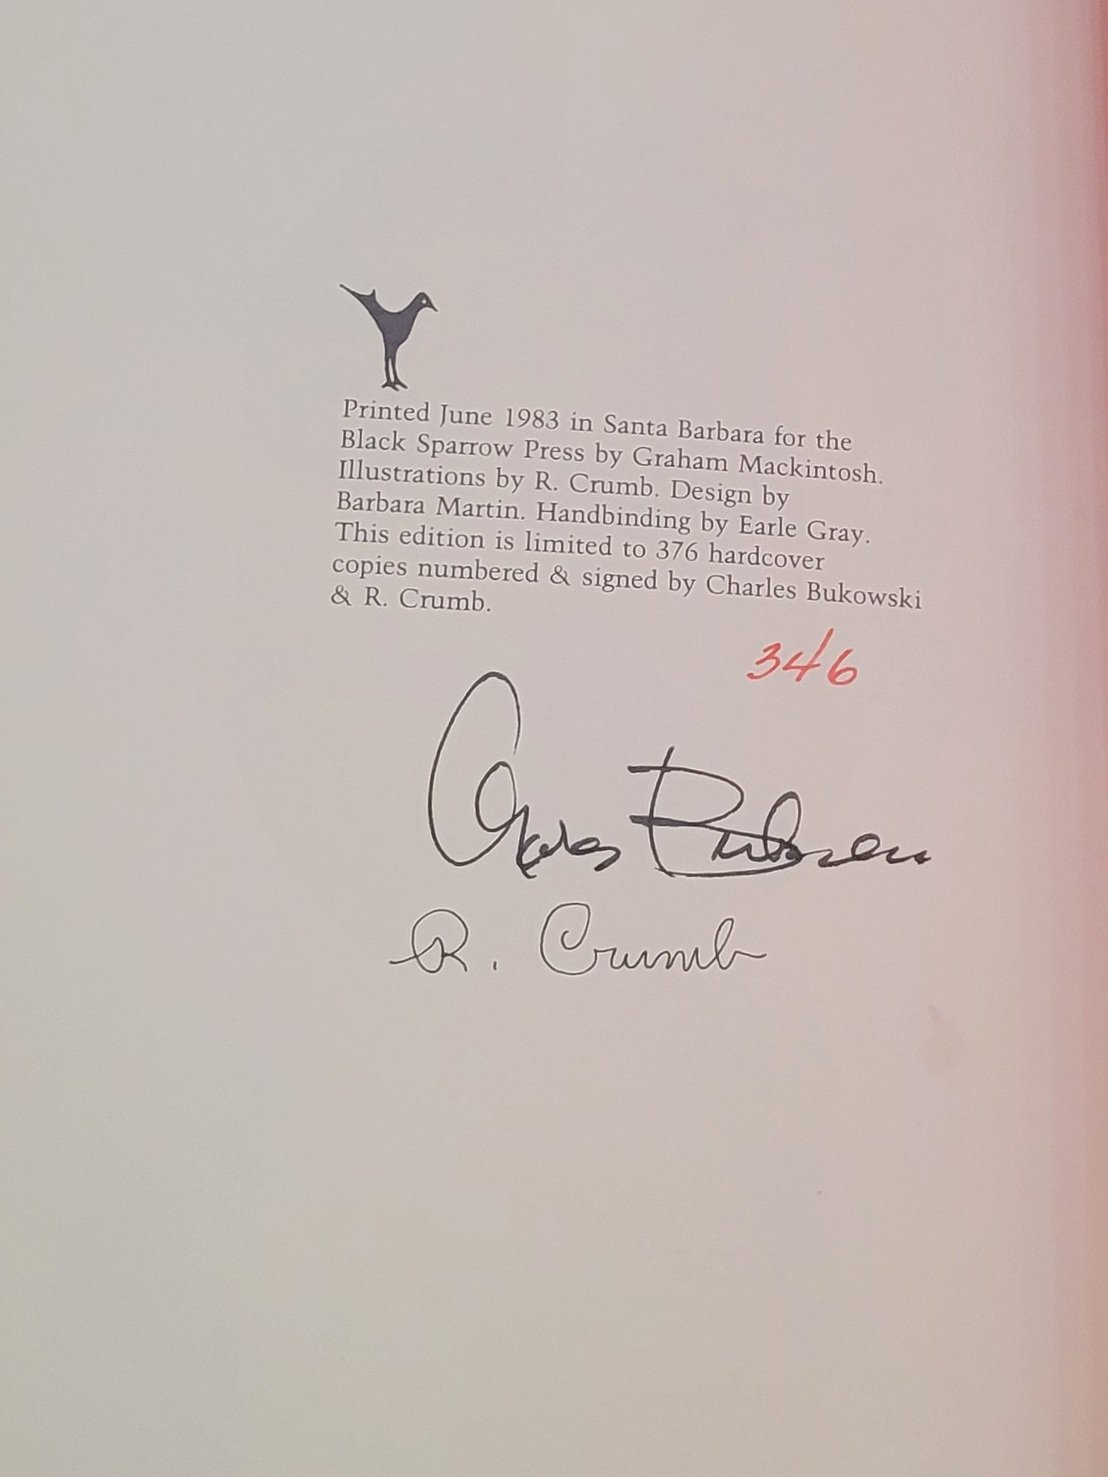 Printed June 1983 in Santa Barbara for the
Black Sparrow Press by Graham Mackintosh.
Illustrations by R. Crumb. Design by
Barbara Martin. Handbinding by Earle Gray.
This edition is limited to 376 hardcover
copies numbered & signed by Charles Bukowski
& R. Crumb.
346
Charles Bukowski
R. Crumb